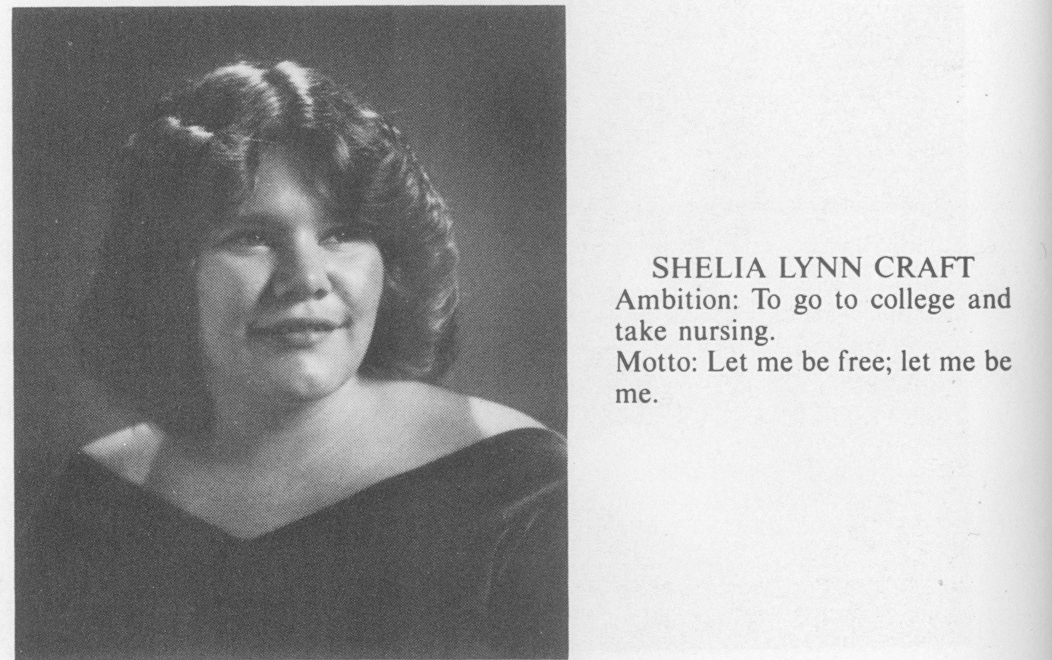 SHELIA LYNN CRAFT
Ambition: To go to college and
take nursing.
Motto: Let me be free; let me be
me.